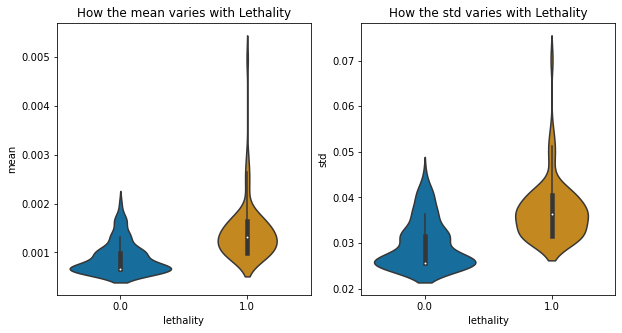 How the mean varies with Lethality
0.005
0.004
0.003
0.002
0.001
mean
0.0
1.0
lethality
How the std varies with Lethality
0.07
0.06
0.05
0.04
0.03
0.02
std
0.0
1.0
lethality